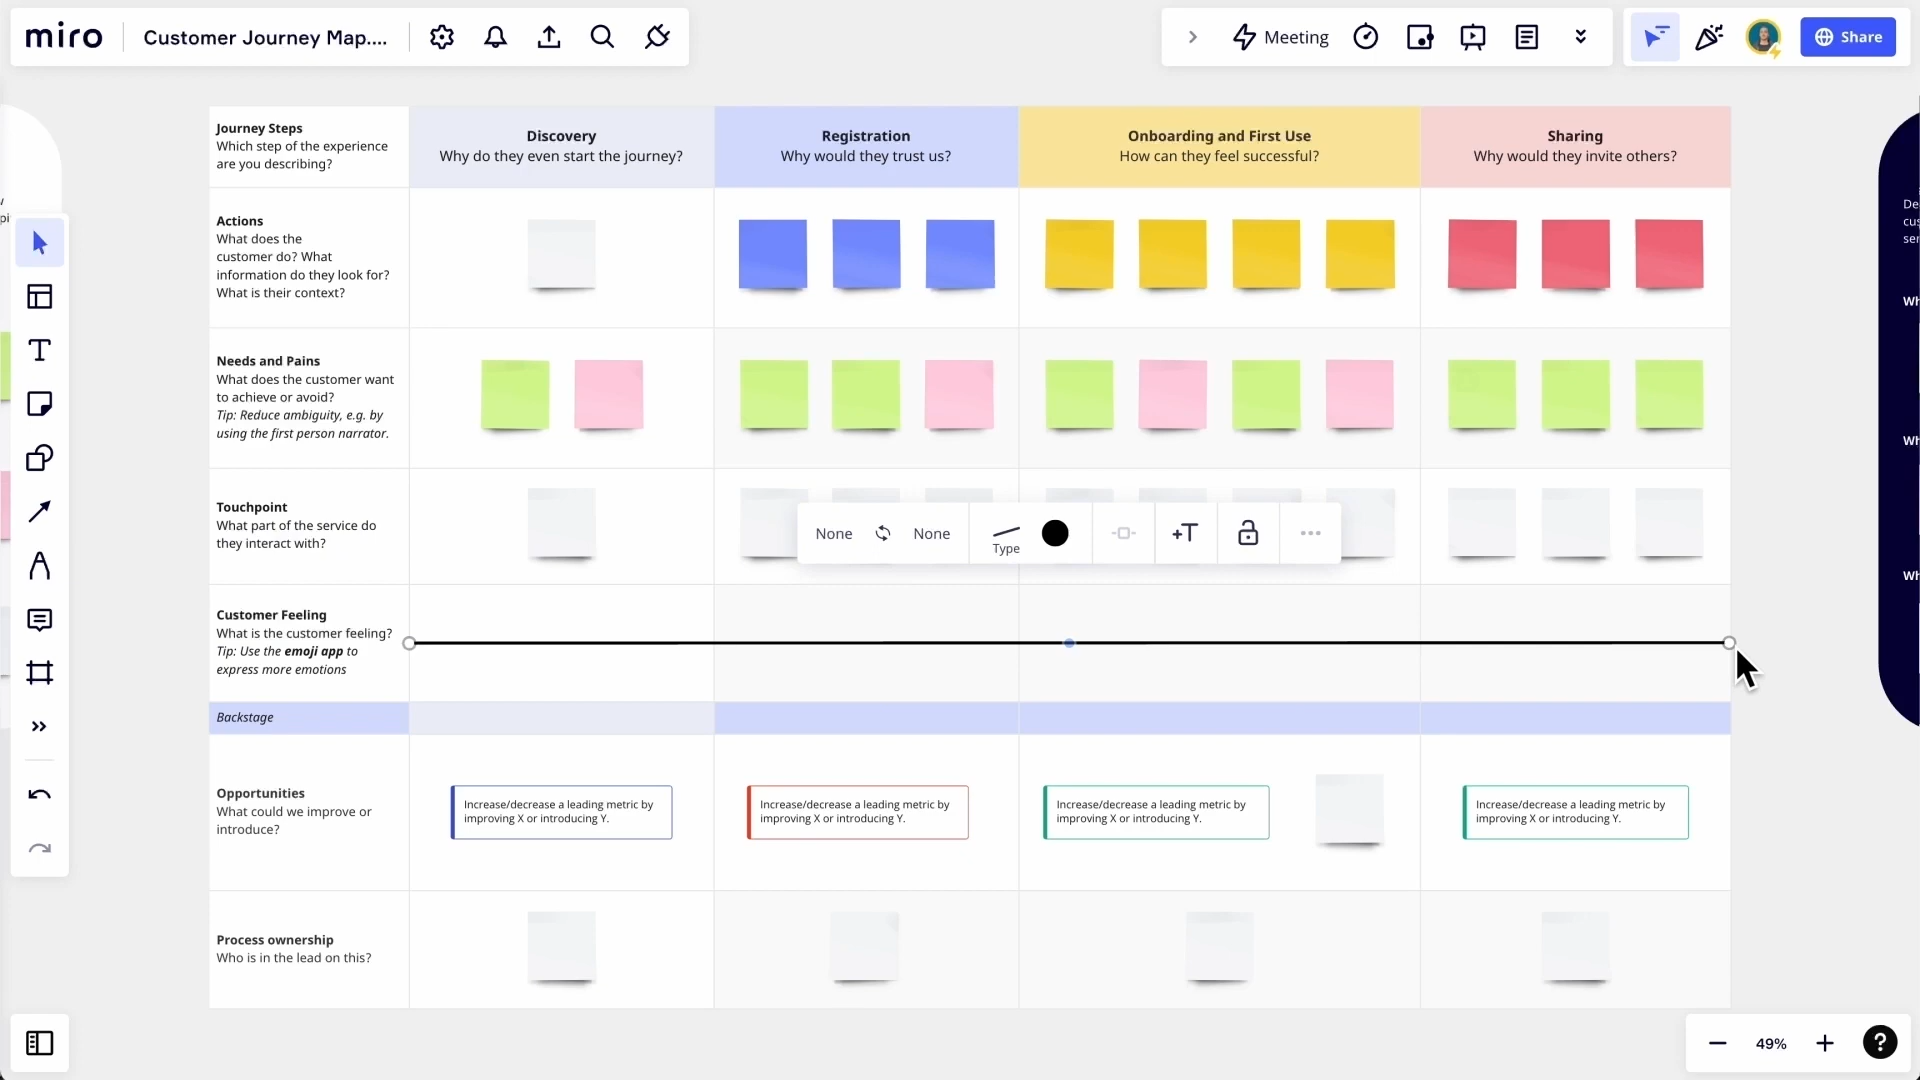 miro
Customer Journey Map....
Meeting
Share
Journey Steps
Which step of the experience
are you describing?
Discovery
Why do they even start the journey?
Registration
Why would they trust us?
Onboarding and First Use
How can they feel successful?
Sharing
Why would they invite others?
Actions
What does the
customer do? What
information do they look for?
What is their context?
Needs and Pains
What does the customer want
to achieve or avoid?
Tip: Reduce ambiguity, e.g. by
using the first person narrator.
Touchpoint
What part of the service do
they interact with?
None
None
Type
+T
Customer Feeling
What is the customer feeling?
Tip: Use the emoji app to
express more emotions
Backstage
Opportunities
What could we improve or
introduce?
Increase/decrease a leading metric by
improving X or introducing Y.
Increase/decrease a leading metric by
improving X or introducing Y.
Increase/decrease a leading metric by
improving X or introducing Y.
Increase/decrease a leading metric by
improving X or introducing Y.
Process ownership
Who is in the lead on this?
49%
?